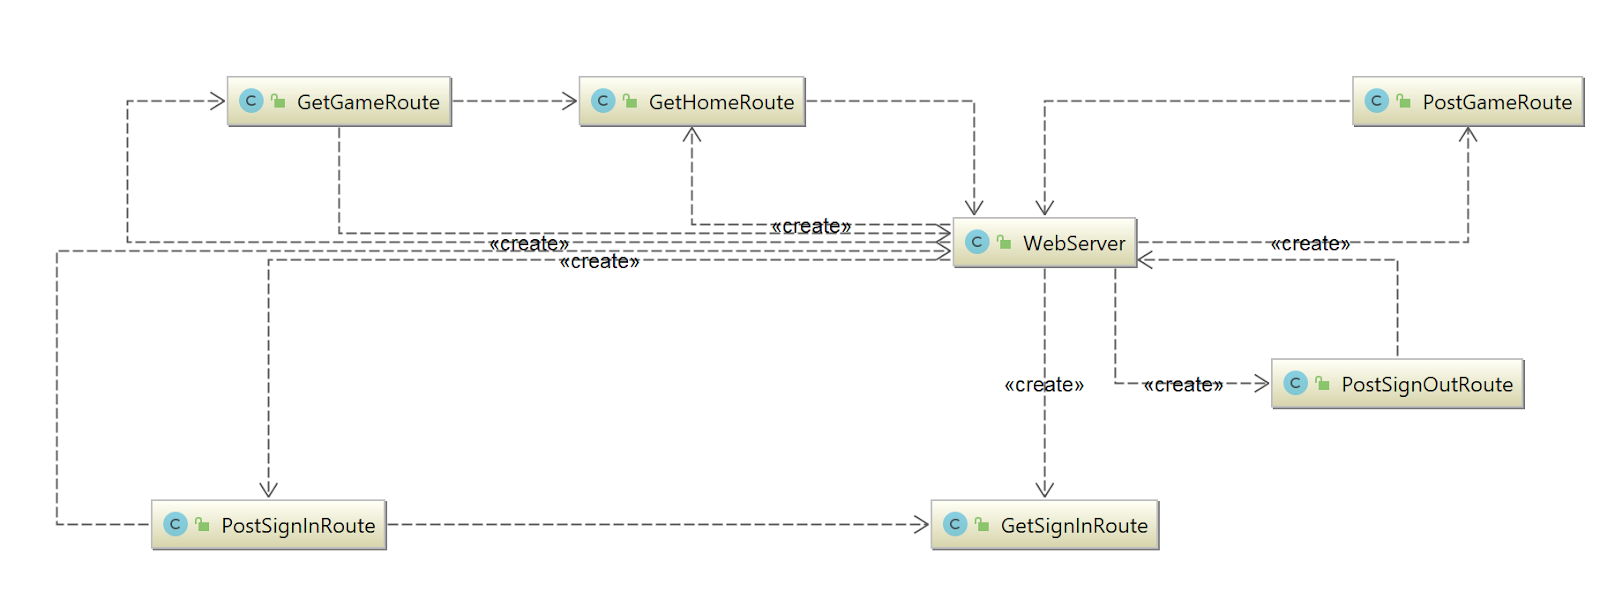 C GetGameRoute
C GetHomeRoute
C PostGameRoute
«create»
C WebServer
«create»
«create»
«create»
«create»
«create»
C PostSignOutRoute
C PostSignInRoute
C GetSignInRoute